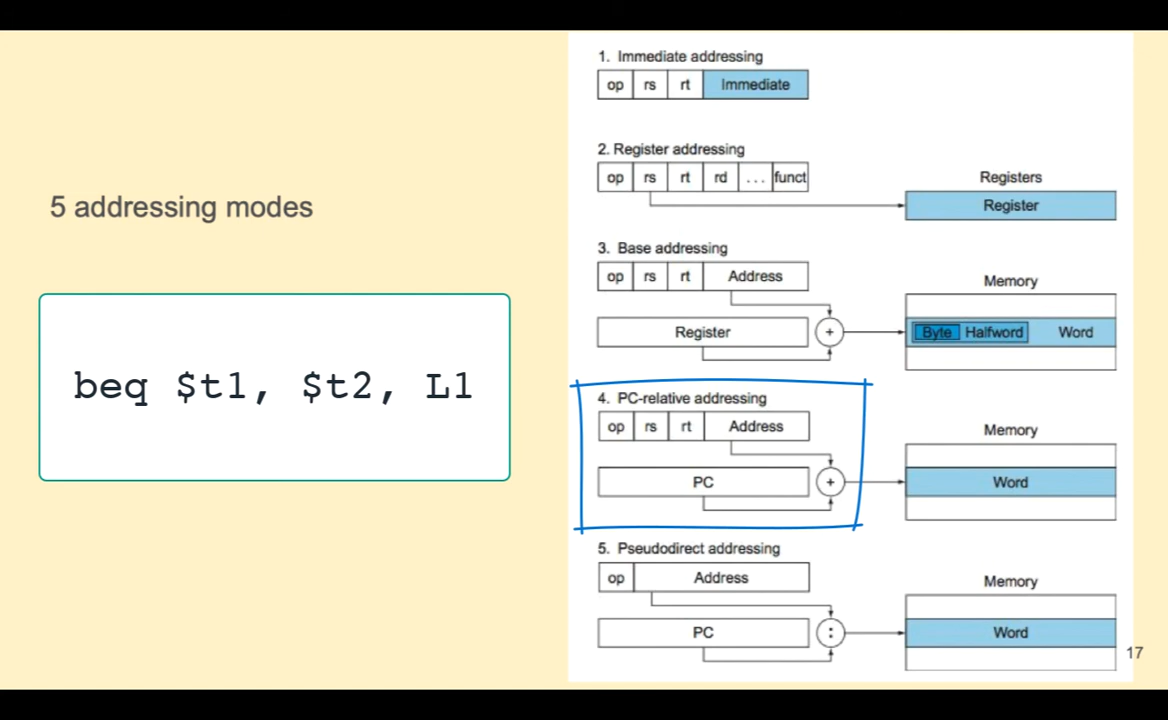 5 addressing modes
beq $t1, $t2, L1
1. Immediate addressing
op rs rt Immediate
2. Register addressing
op rs rt rd ... funct
Registers
Register
3. Base addressing
op rs rt Address
Memory
Register + Byte Halfword Word
4. PC-relative addressing
op rs rt Address
Memory
PC + Word
5. Pseudodirect addressing
op Address
Memory
PC : Word
17